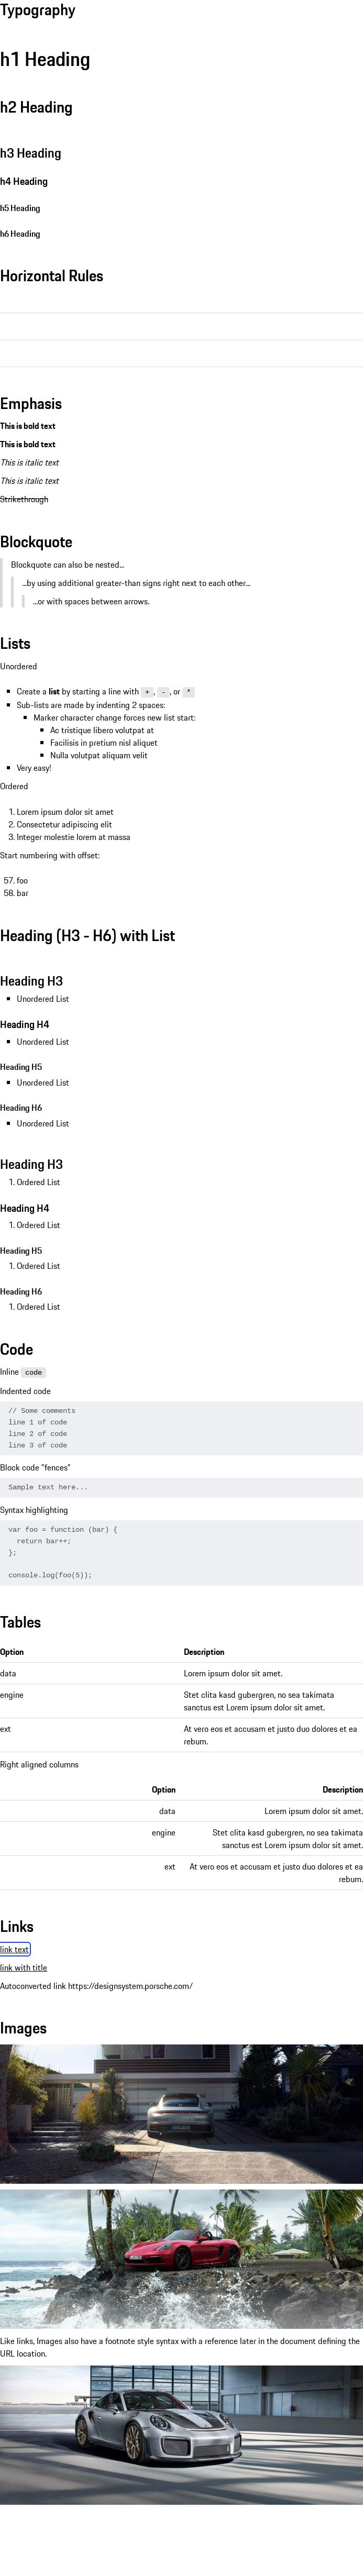 Typography
h1 Heading
h2 Heading
h3 Heading
h4 Heading
h5 Heading
h6 Heading
Horizontal Rules
Emphasis
This is bold text
This is bold text
This is italic text
This is italic text
Strikethrough
Blockquote
Blockquote can also be nested...
...by using additional greater-than signs right next to each other...
...or with spaces between arrows.
Lists
Unordered
Create a list by starting a line with +, -, or *
Sub-lists are made by indenting 2 spaces:
Marker character change forces new list start:
Ac tristique libero volutpat at
Facilisis in pretium nisl aliquet
Nulla volutpat aliquam velit
Very easy!
Ordered
1. Lorem ipsum dolor sit amet
2. Consectetur adipiscing elit
3. Integer molestie lorem at massa
Start numbering with offset:
57. foo
58. bar
Heading (H3 - H6) with List
Heading H3
Unordered List
Heading H4
Unordered List
Heading H5
Unordered List
Heading H6
Unordered List
Heading H3
1. Ordered List
Heading H4
1. Ordered List
Heading H5
1. Ordered List
Heading H6
1. Ordered List
Code
Inline code
Indented code
// Some comments
line 1 of code
line 2 of code
line 3 of code
Block code "fences"
Sample text here...
Syntax highlighting
var foo = function (bar) {
return bar++;
};
console.log(foo(5));
Tables
Option Description
data Lorem ipsum dolor sit amet.
engine Stet clita kasd gubergren, no sea takimata
sanctus est Lorem ipsum dolor sit amet.
ext At vero eos et accusam et justo duo dolores et ea
rebum.
Right aligned columns
Option Description
data Lorem ipsum dolor sit amet.
engine Stet clita kasd gubergren, no sea takimata
sanctus est Lorem ipsum dolor sit amet.
ext At vero eos et accusam et justo duo dolores et ea
rebum.
Links
link text
link with title
Autoconverted link https://designsystem.porsche.com/
Images
Like links, Images also have a footnote style syntax with a reference later in the document defining the
URL location.